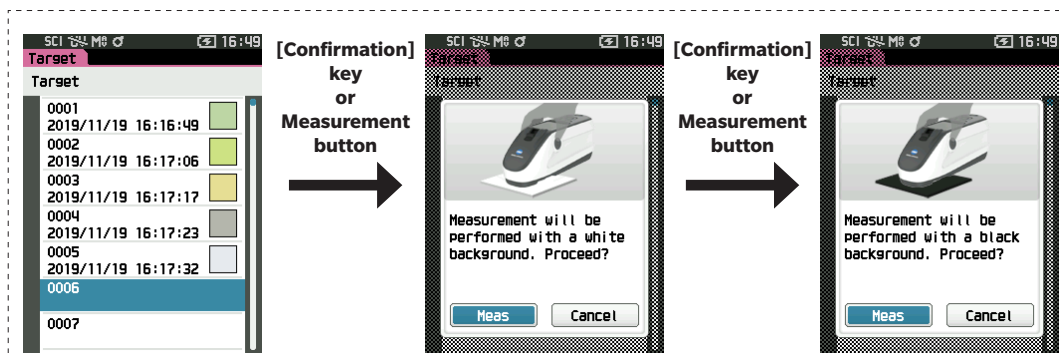 SCI M8 16:49
Target
Target
0001
2019/11/19 16:16:49
0002
2019/11/19 16:17:06
0003
2019/11/19 16:17:17
0004
2019/11/19 16:17:23
0005
2019/11/19 16:17:32
0006
0007
[Confirmation]
key
or
Measurement
button
SCI 16:49
Target
Target
Measurement will be
performed with a white
background. Proceed?
Meas Cancel
[Confirmation]
key
or
Measurement
button
SCI 16:49
Target
Target
Measurement will be
performed with a black
background. Proceed?
Meas Cancel